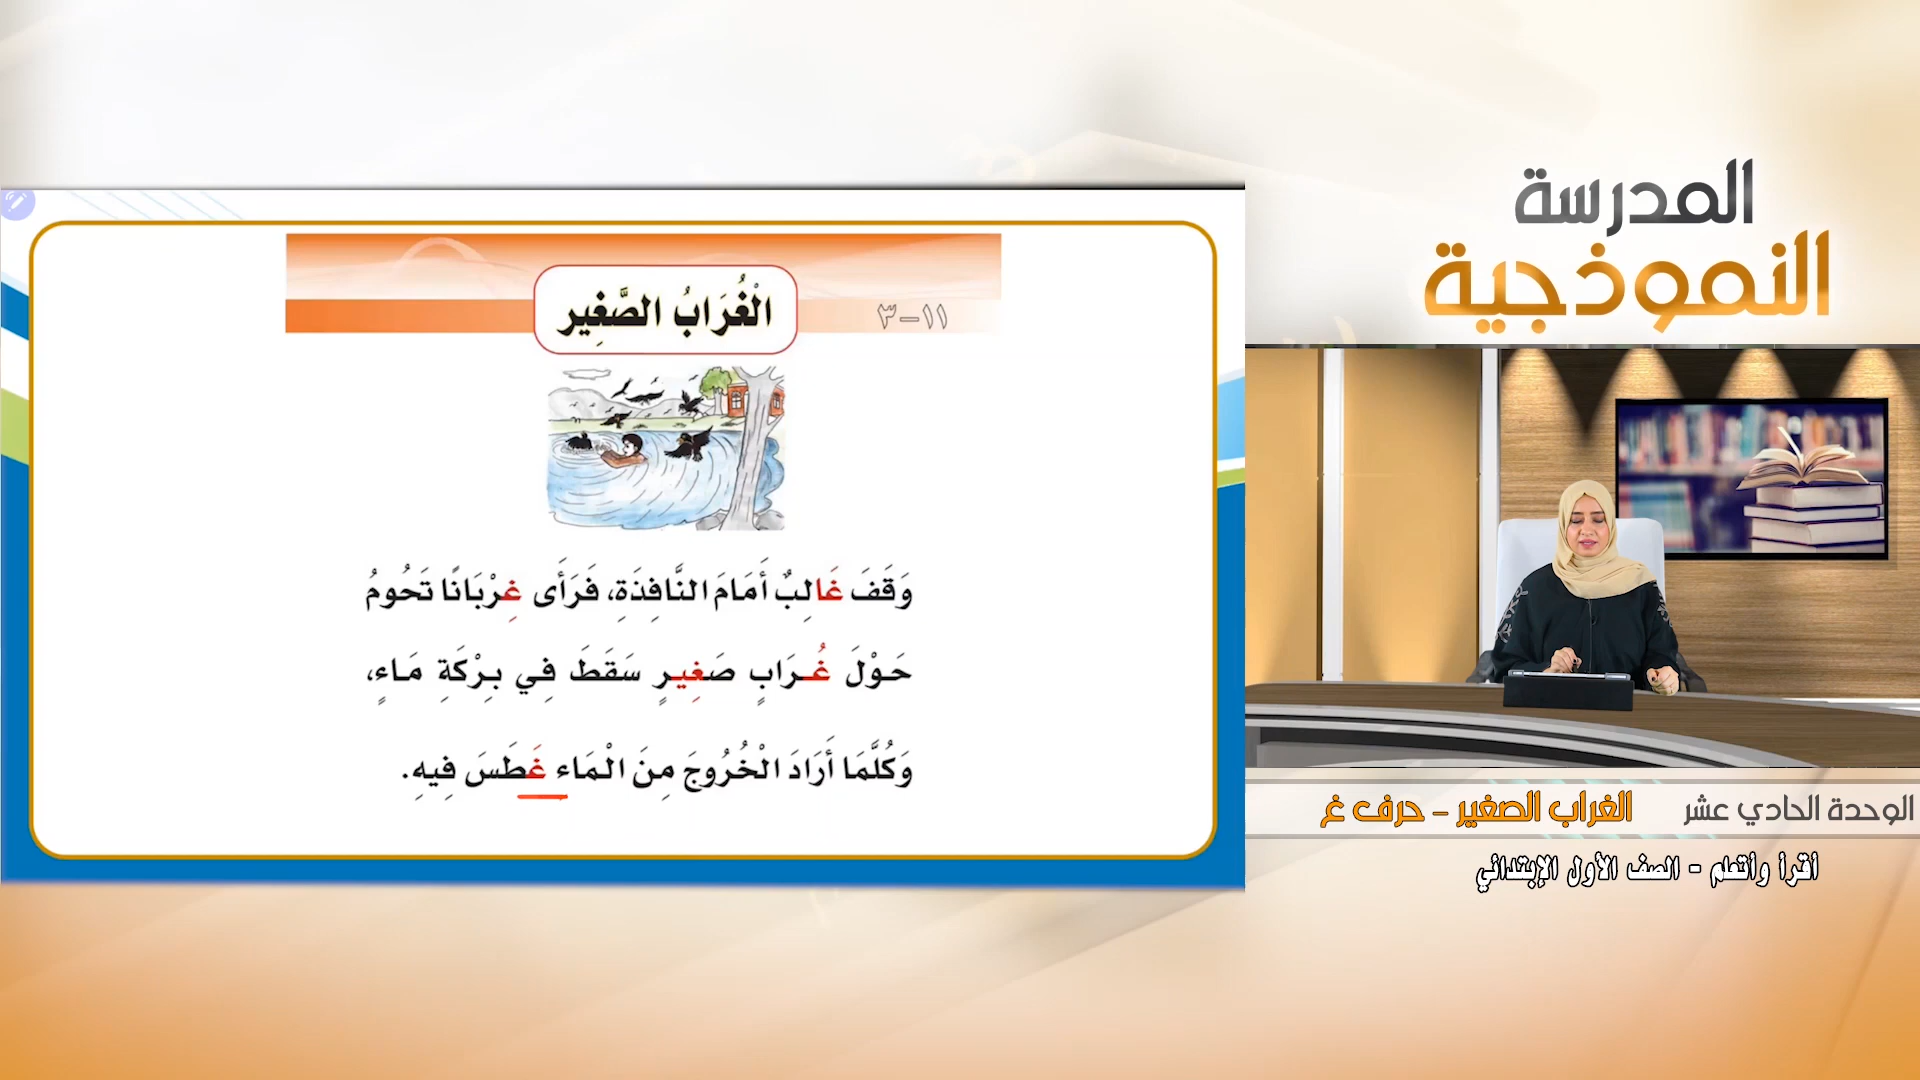 المدرسة
النموذجية
١١-٣
الْغُرَابُ الصَّغِير
وَقَفَ غَالِبٌ أَمَامَ النَّافِذَةِ، فَرَأَى غِرْبَانًا تَحُومُ
حَوْلَ غُرَابٍ صَغِيرٍ سَقَطَ فِي بِرْكَةِ مَاءٍ،
وَكُلَّمَا أَرَادَ الْخُرُوجَ مِنَ الْمَاء غَطَسَ فِيهِ.
الوحدة الحادي عشر الغراب الصغير - حرف غ
أقرأ وأتعلم - الصف الأول الإبتدائي